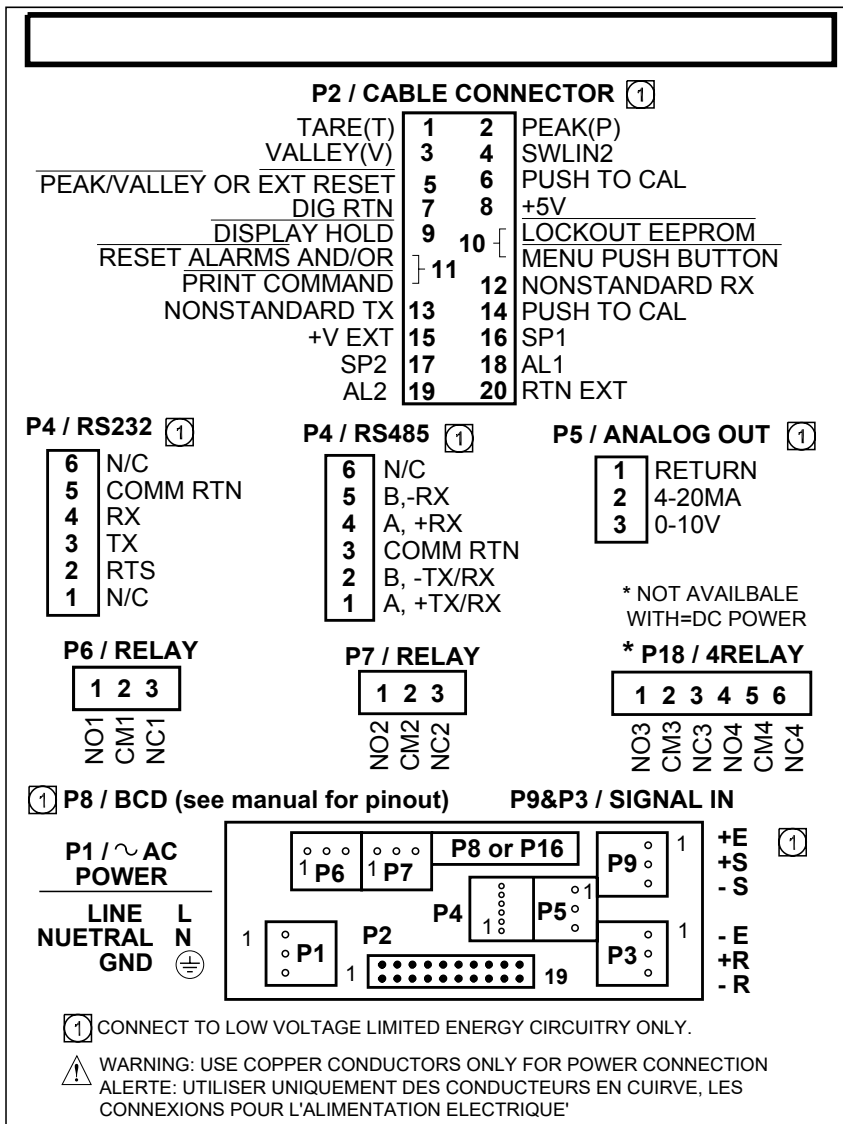 P2 / CABLE CONNECTOR 1
TARE(T) 1 2 PEAK(P)
VALLEY(V) 3 4 SWLIN2
PEAK/VALLEY OR EXT RESET 5 6 PUSH TO CAL
DIG RTN 7 8 +5V
DISPLAY HOLD 9 10 LOCKOUT EEPROM
RESET ALARMS AND/OR 11 MENU PUSH BUTTON
PRINT COMMAND 12 NONSTANDARD RX
NONSTANDARD TX 13 14 PUSH TO CAL
+V EXT 15 16 SP1
SP2 17 18 AL1
AL2 19 20 RTN EXT
P4 / RS232 1
6 N/C
5 COMM RTN
4 RX
3 TX
2 RTS
1 N/C
P4 / RS485 1
6 N/C
5 B,-RX
4 A, +RX
3 COMM RTN
2 B, -TX/RX
1 A, +TX/RX
P5 / ANALOG OUT 1
1 RETURN
2 4-20MA
3 0-10V
* NOT AVAILBALE
WITH=DC POWER
P6 / RELAY
1 2 3
NO1 CM1 NC1
P7 / RELAY
1 2 3
NO2 CM2 NC2
* P18 / 4RELAY
1 2 3 4 5 6
NO3 CM3 NC3 NO4 CM4 NC4
1 P8 / BCD (see manual for pinout)
P9&P3 / SIGNAL IN
P1 / ~ AC
POWER
LINE L
NUETRAL N
GND
1 P6
1 P7
P8 or P16
P9 1
P4 1
P5 1
1 P1
P2
1 19
P3 1
+E 1
+S
- S
- E
+R
- R
1 CONNECT TO LOW VOLTAGE LIMITED ENERGY CIRCUITRY ONLY.
! WARNING: USE COPPER CONDUCTORS ONLY FOR POWER CONNECTION
ALERTE: UTILISER UNIQUEMENT DES CONDUCTEURS EN CUIRVE, LES
CONNEXIONS POUR L'ALIMENTATION ELECTRIQUE'